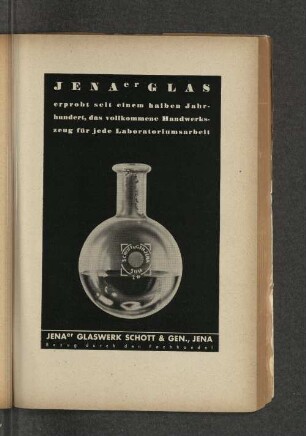 JENAer GLAS
erprobt seit einem halben Jahr-
hundert, das vollkommene Handwerks-
zeug für jede Laboratoriumsarbeit
JENAer GLASWERK SCHOTT & GEN., JENA
Bezug durch den Fachhandel